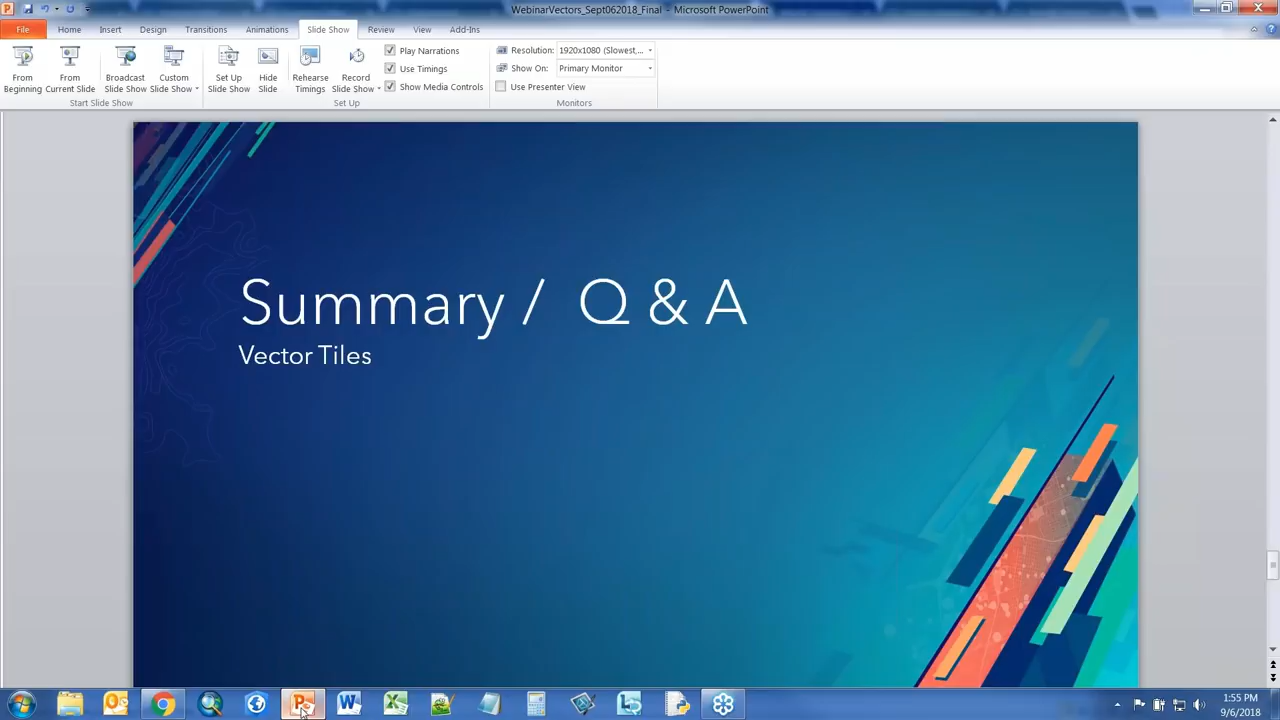 WebinarVectors_Sept062018_Final - Microsoft PowerPoint
File Home Insert Design Transitions Animations Slide Show Review View Add-Ins
From Beginning
From Current Slide
Broadcast Slide Show
Custom Slide Show
Start Slide Show
Set Up Slide Show
Hide Slide
Rehearse Timings
Record Slide Show
Play Narrations
Use Timings
Show Media Controls
Set Up
Resolution: 1920x1080 (Slowest,...
Show On: Primary Monitor
Use Presenter View
Monitors
Summary / Q & A
Vector Tiles
1:55 PM
9/6/2018